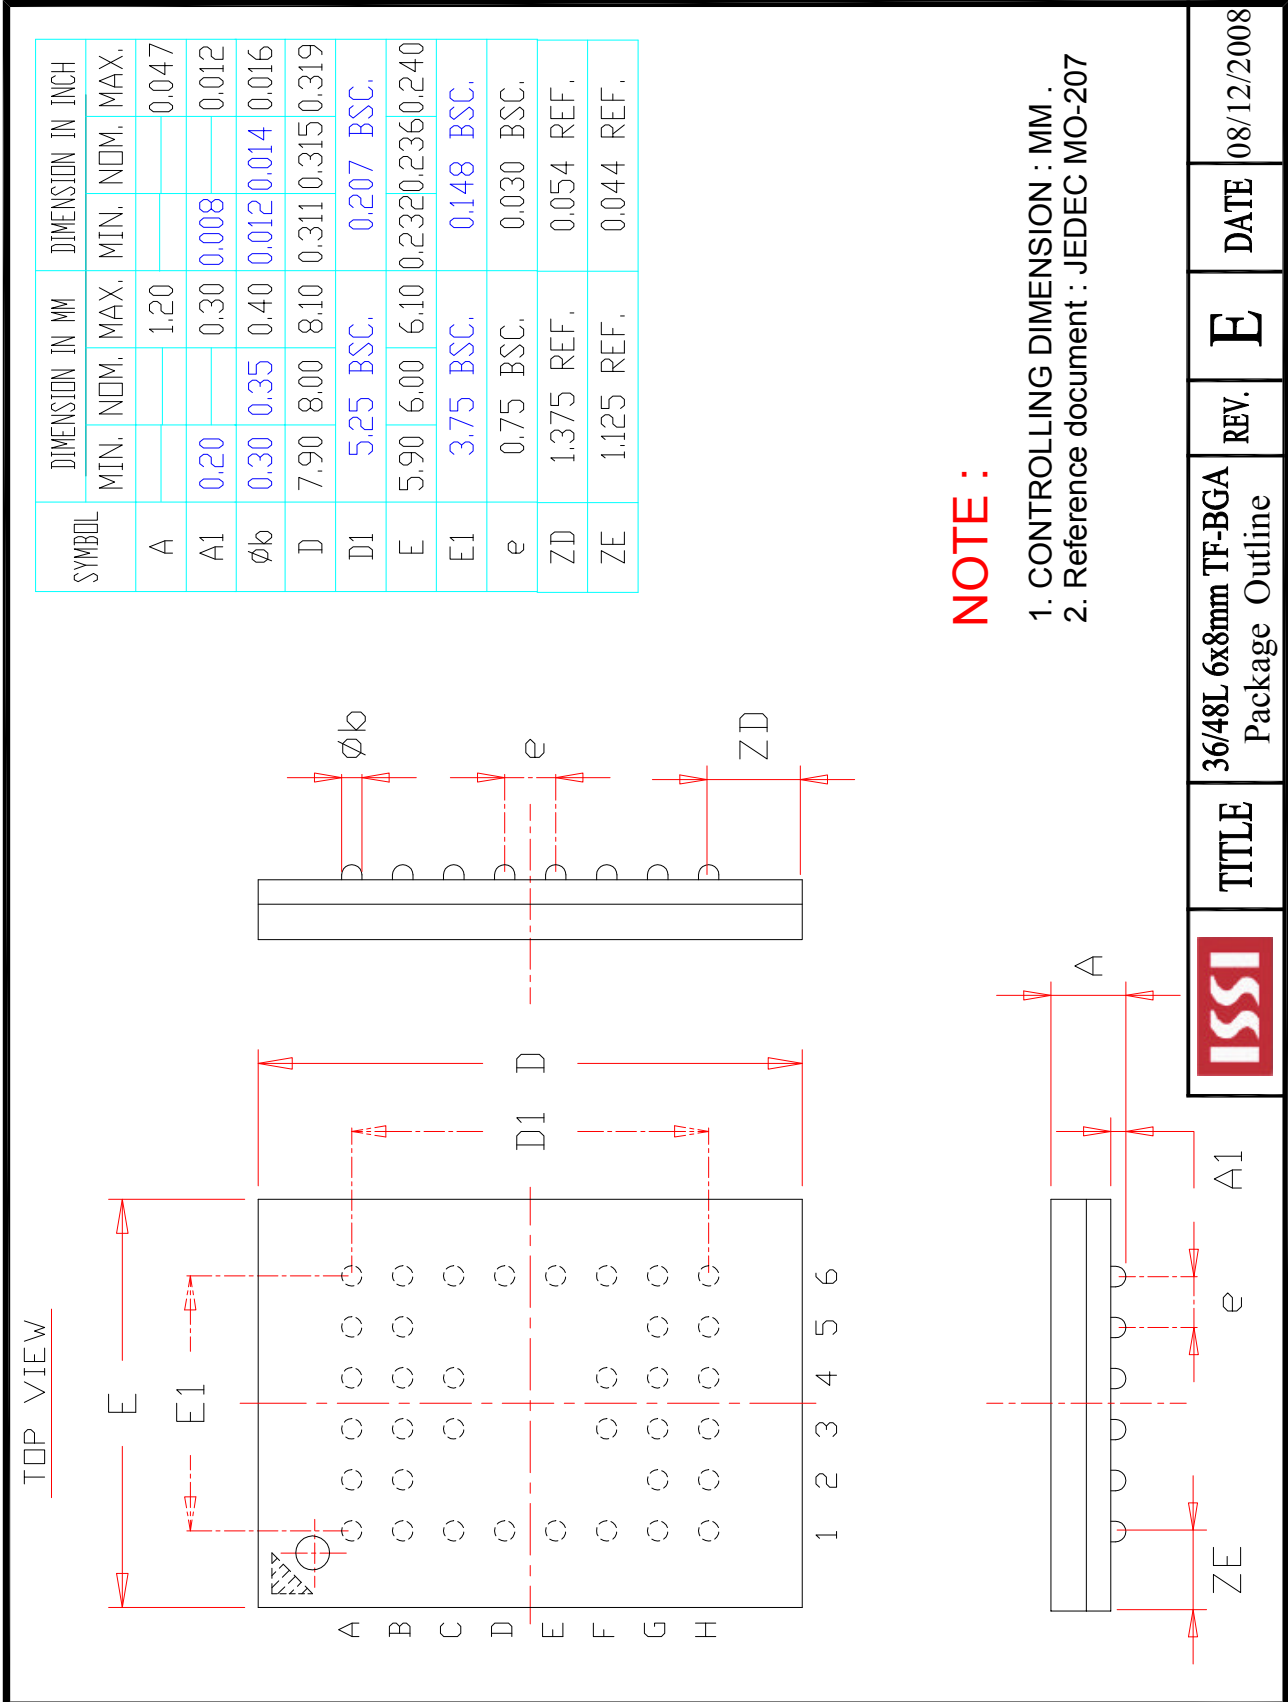 TOP VIEW
E
E1
A
B
C
D
E
F
G
H
1 2 3 4 5 6
D1
D
Øb
e
ZD
ZE
e
A1
A
SYMBOL DIMENSION IN MM DIMENSION IN INCH
MIN. NOM. MAX. MIN. NOM. MAX.
A 1.20 0.047
A1 0.20 0.30 0.008 0.012
Øb 0.30 0.35 0.40 0.012 0.014 0.016
D 7.90 8.00 8.10 0.311 0.315 0.319
D1 5.25 BSC. 0.207 BSC.
E 5.90 6.00 6.10 0.232 0.236 0.240
E1 3.75 BSC. 0.148 BSC.
e 0.75 BSC. 0.030 BSC.
ZD 1.375 REF. 0.054 REF.
ZE 1.125 REF. 0.044 REF.
NOTE :
1. CONTROLLING DIMENSION : MM .
2. Reference document : JEDEC MO-207
ISSI
TITLE
36/48L 6x8mm TF-BGA
Package Outline
REV.
E
DATE
08/12/2008